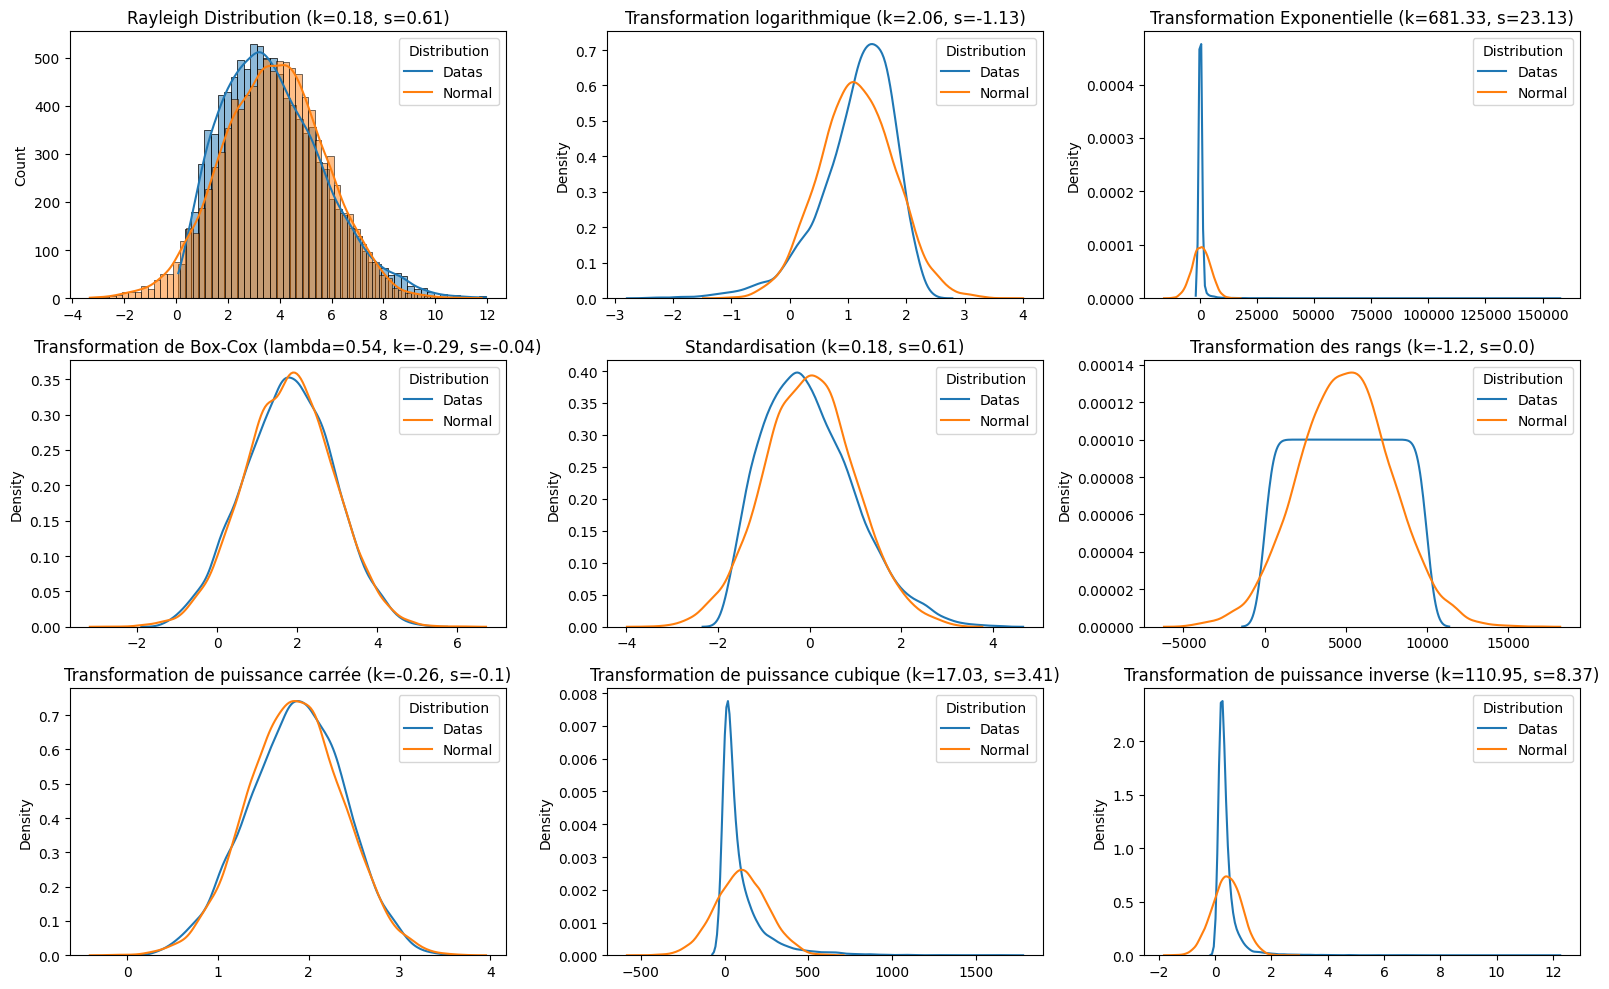 Rayleigh Distribution (k=0.18, s=0.61)
Count
500
400
300
200
100
0
−4 −2 0 2 4 6 8 10 12
Distribution
Datas
Normal
Transformation logarithmique (k=2.06, s=-1.13)
Density
0.7
0.6
0.5
0.4
0.3
0.2
0.1
0.0
−3 −2 −1 0 1 2 3 4
Distribution
Datas
Normal
Transformation Exponentielle (k=681.33, s=23.13)
Density
0.0004
0.0003
0.0002
0.0001
0.0000
0 25000 50000 75000 100000 125000 150000
Distribution
Datas
Normal
Transformation de Box-Cox (lambda=0.54, k=-0.29, s=-0.04)
Density
0.35
0.30
0.25
0.20
0.15
0.10
0.05
0.00
−2 0 2 4 6
Distribution
Datas
Normal
Standardisation (k=0.18, s=0.61)
Density
0.40
0.35
0.30
0.25
0.20
0.15
0.10
0.05
0.00
−4 −2 0 2 4
Distribution
Datas
Normal
Transformation des rangs (k=-1.2, s=0.0)
Density
0.00014
0.00012
0.00010
0.00008
0.00006
0.00004
0.00002
0.00000
−5000 0 5000 10000 15000
Distribution
Datas
Normal
Transformation de puissance carrée (k=-0.26, s=-0.1)
Density
0.7
0.6
0.5
0.4
0.3
0.2
0.1
0.0
0 1 2 3 4
Distribution
Datas
Normal
Transformation de puissance cubique (k=17.03, s=3.41)
Density
0.008
0.007
0.006
0.005
0.004
0.003
0.002
0.001
0.000
−500 0 500 1000 1500
Distribution
Datas
Normal
Transformation de puissance inverse (k=110.95, s=8.37)
Density
2.0
1.5
1.0
0.5
0.0
−2 0 2 4 6 8 10 12
Distribution
Datas
Normal